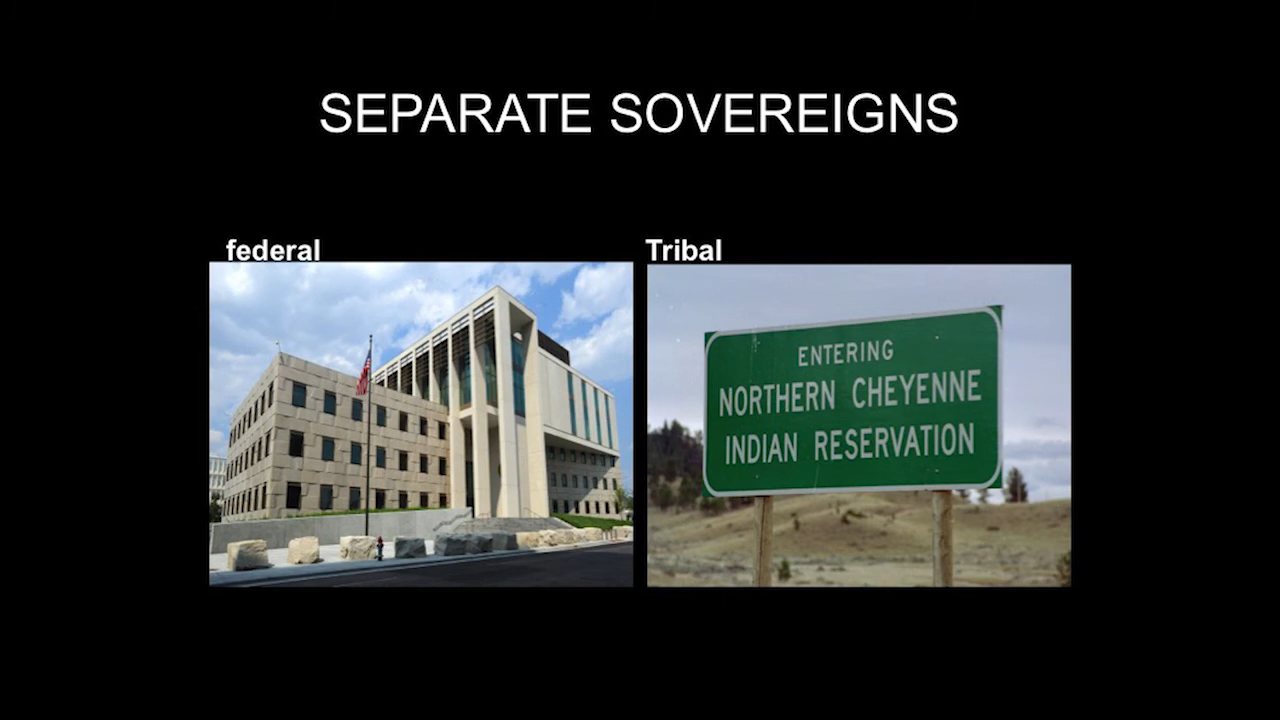 SEPARATE SOVEREIGNS
federal
Tribal
ENTERING
NORTHERN CHEYENNE
INDIAN RESERVATION